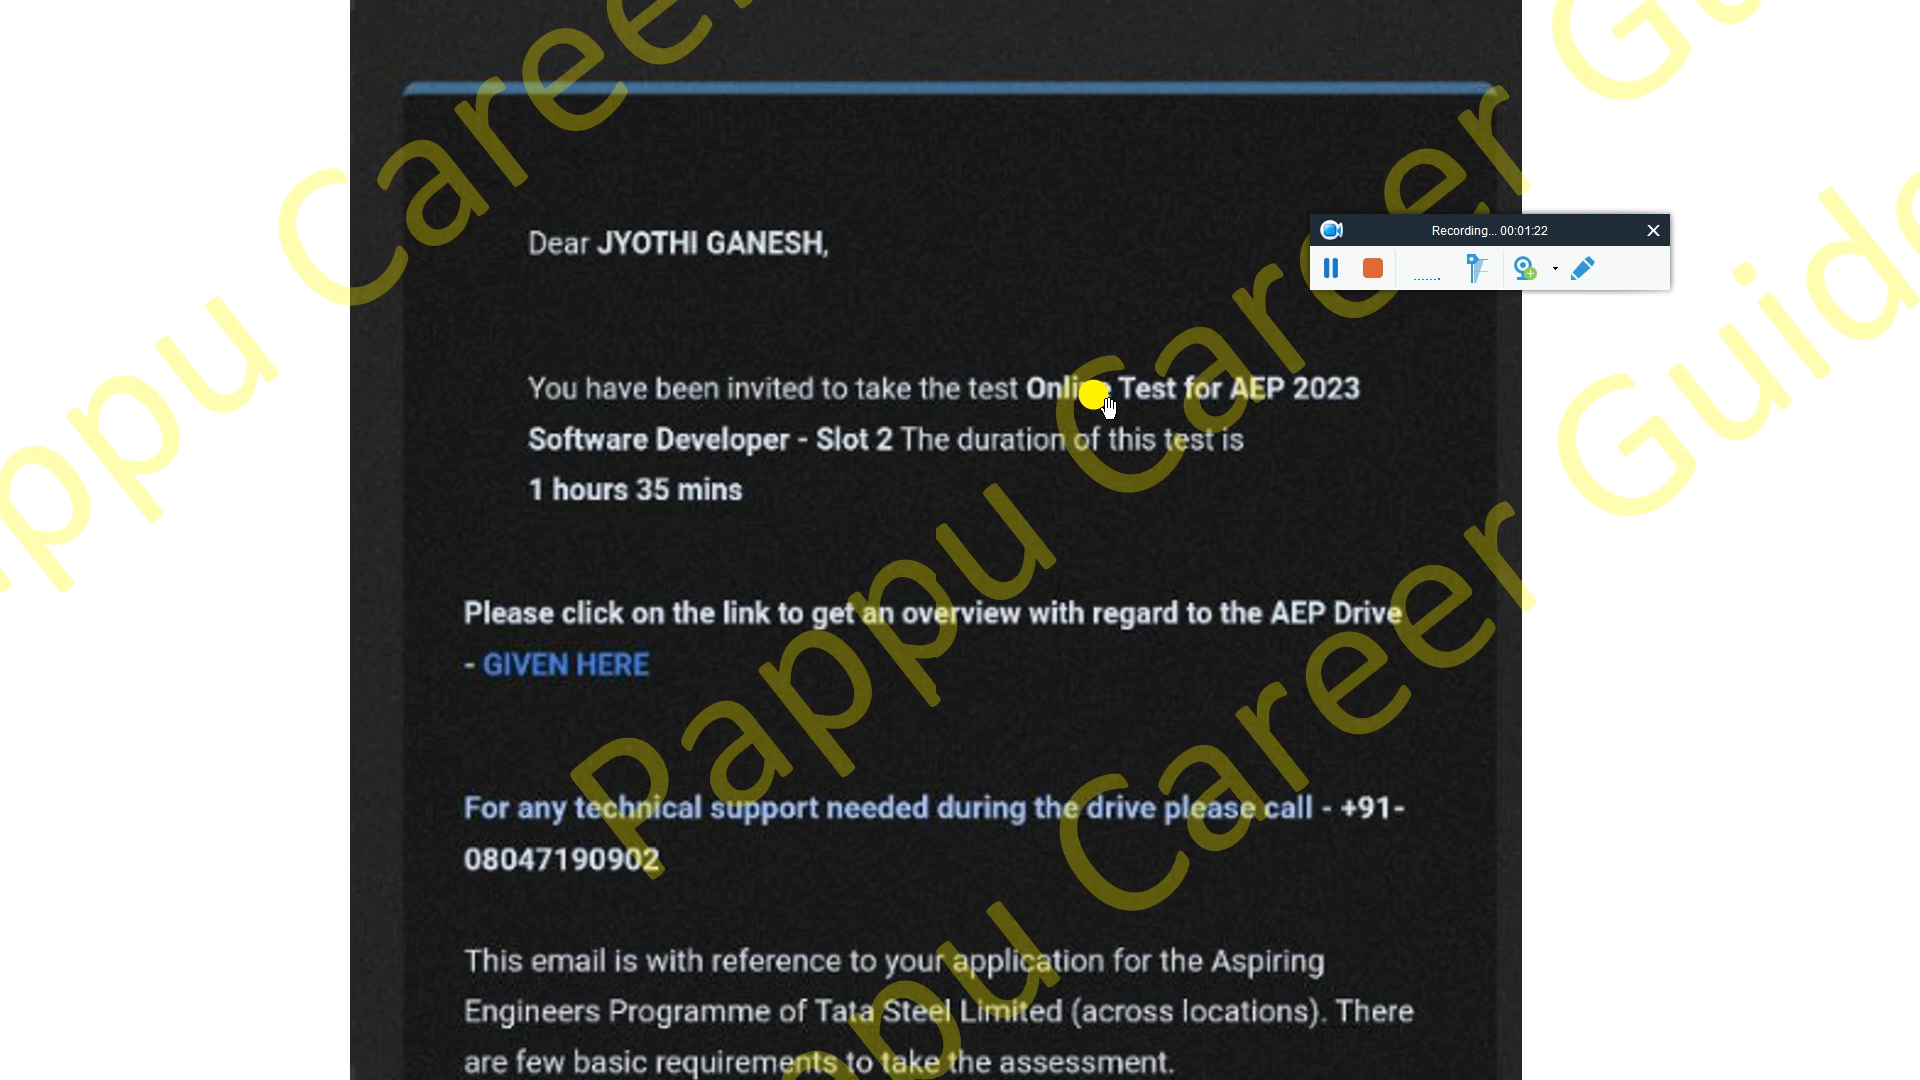 Dear JYOTHI GANESH,
Recording... 00:01:22
You have been invited to take the test Online Test for AEP 2023
Software Developer - Slot 2 The duration of this test is
1 hours 35 mins
Please click on the link to get an overview with regard to the AEP Drive
- GIVEN HERE
For any technical support needed during the drive please call - +91-
08047190902
This email is with reference to your application for the Aspiring
Engineers Programme of Tata Steel Limited (across locations). There
are few basic requirements to take the assessment.
Pappu Career Guide